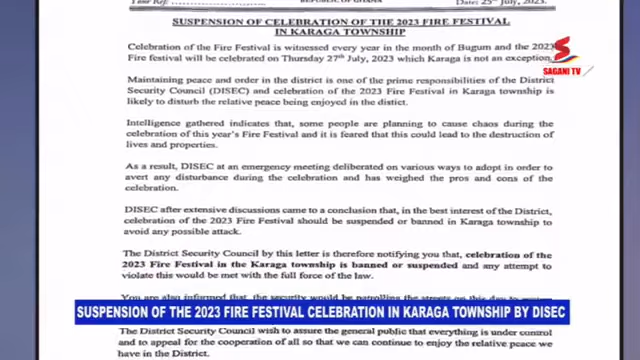 Your Ref:
REPUBLIC OF GHANA
Date: 25th July, 2023.
SUSPENSION OF CELEBRATION OF THE 2023 FIRE FESTIVAL
IN KARAGA TOWNSHIP
Celebration of the Fire Festival is witnessed every year in the month of Bugum and the 2023
Fire festival will be celebrated on Thursday 27th July, 2023 which Karaga is not an exception.
SAGANI TV
Maintaining peace and order in the district is one of the prime responsibilities of the District
Security Council (DISEC) and celebration of the 2023 Fire Festival in Karaga township is
likely to disturb the relative peace being enjoyed in the distict.
Intelligence gathered indicates that, some people are planning to cause chaos during the
celebration of this year's Fire Festival and it is feared that this could lead to the destruction of
lives and properties.
As a result, DISEC at an emergency meeting deliberated on various ways to adopt in order to
avert any disturbance during the celebration and has weighed the pros and cons of the
celebration.
DISEC after extensive discussions came to a conclusion that, in the best interest of the District,
celebration of the 2023 Fire Festival should be suspended or banned in Karaga township to
avoid any possible attack.
The District Security Council by this letter is therefore notifying you that, celebration of the
2023 Fire Festival in the Karaga township is banned or suspended and any attempt to
violate this would be met with the full force of the law.
You are also informed that the security would be patrolling the streets on this day to
SUSPENSION OF THE 2023 FIRE FESTIVAL CELEBRATION IN KARAGA TOWNSHIP BY DISEC
The District Security Council wish to assure the general public that everything is under control
and to appeal for the cooperation of all so that we can continue to enjoy the relative peace we
have in the District.